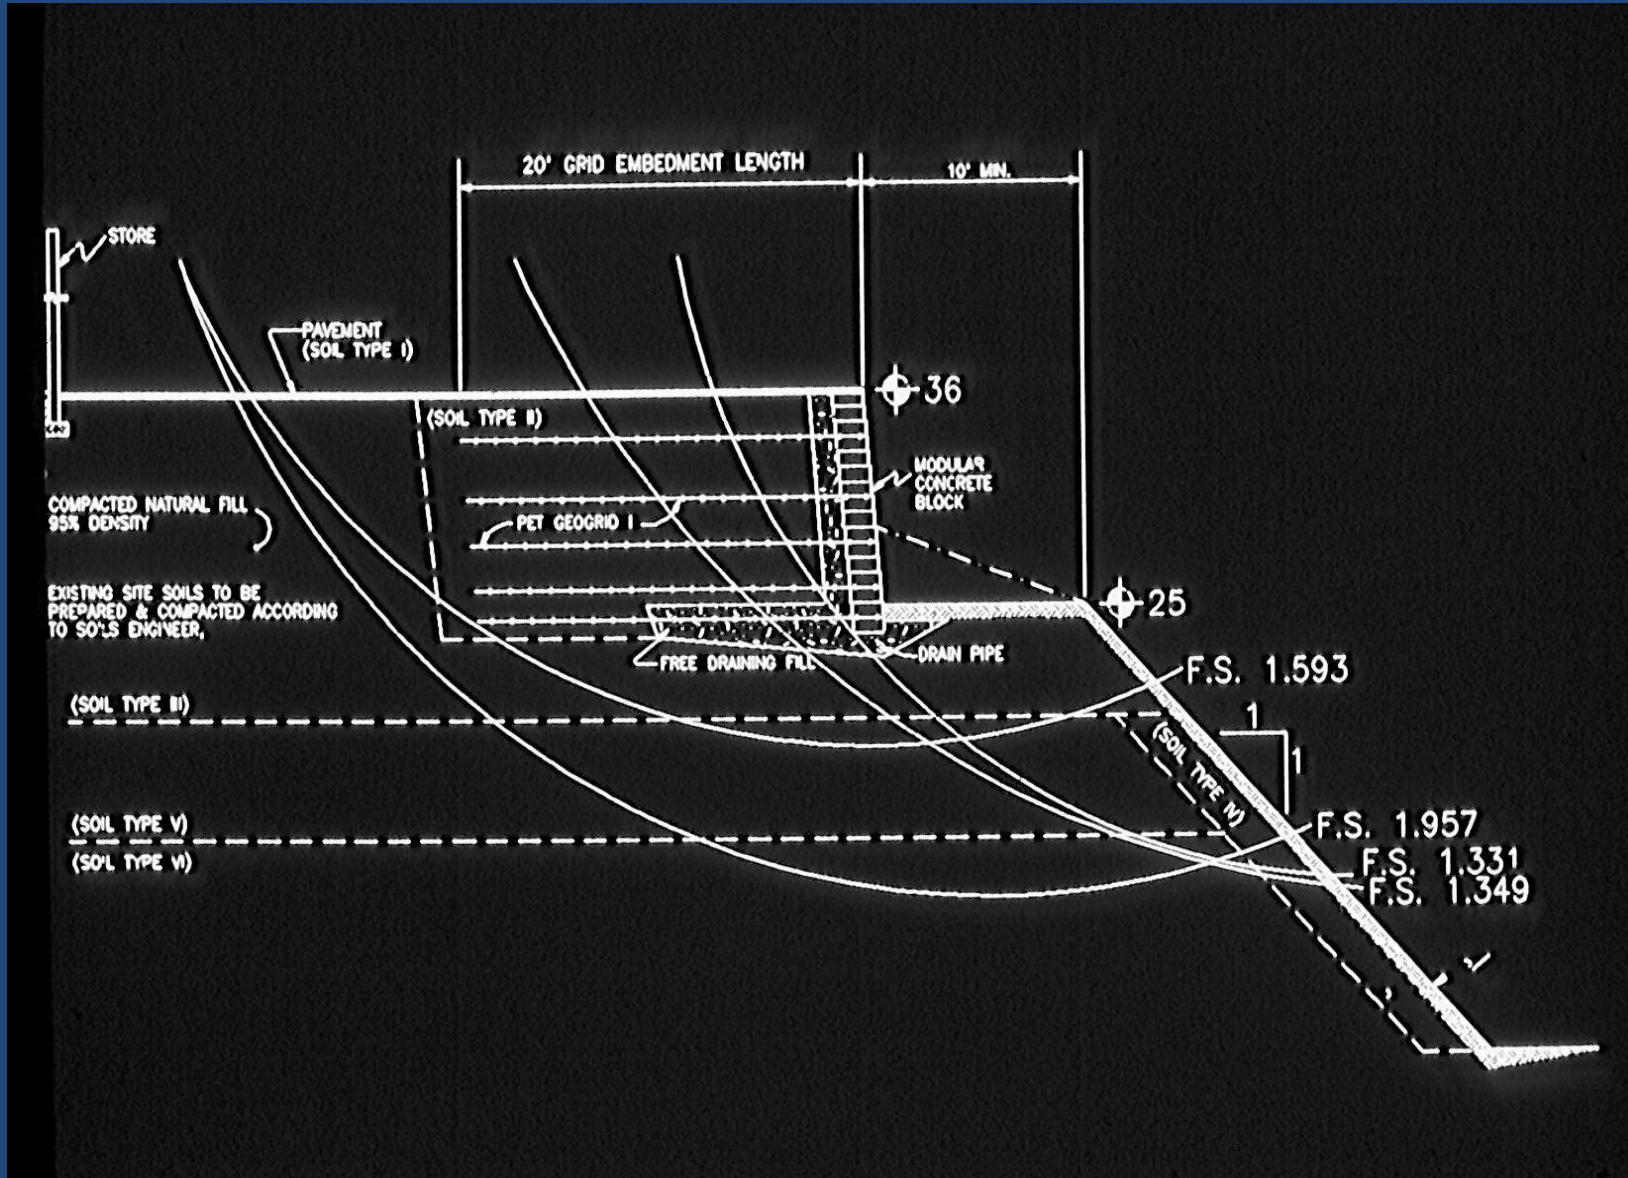 20' GRID EMBEDMENT LENGTH
10' MIN.
STORE
PAVEMENT
(SOIL TYPE I)
36
(SOIL TYPE II)
MODULAR
CONCRETE
BLOCK
COMPACTED NATURAL FILL
95% DENSITY
PET GEOGRID I
EXISTING SITE SOILS TO BE
PREPARED & COMPACTED ACCORDING
TO SOILS ENGINEER.
25
FREE DRAINING FILL
DRAIN PIPE
F.S. 1.593
(SOIL TYPE III)
1
1
(SOIL TYPE IV)
(SOIL TYPE V)
F.S. 1.957
(SOIL TYPE VI)
F.S. 1.331
F.S. 1.349